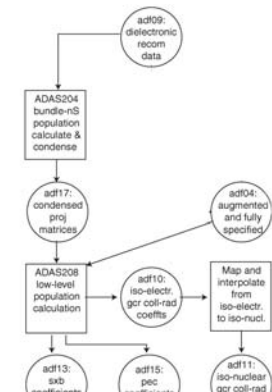 adf09:
dielectronic
recom
data
ADAS204
bundle-nS
population
calculate &
condense
adf17:
condensed
proj
matrices
adf04:
augmented
and fully
specified
ADAS208
low-level
population
calculation
adf10:
iso-electr.
gcr coll-rad
coeffts
Map and
interpolate
from
iso-electr.
to iso-nucl.
adf13:
sxb
adf15:
pec
adf11:
iso-nuclear
gcr coll-rad